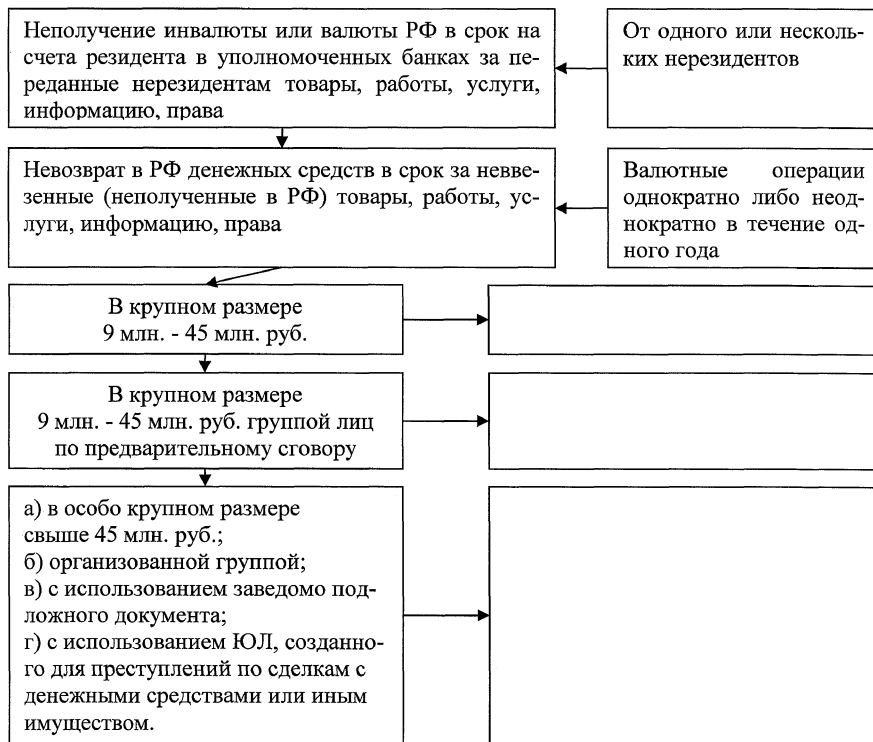 Неполучение инвалюты или валюты РФ в срок на
счета резидента в уполномоченных банках за пе-
реданные нерезидентам товары, работы, услуги,
информацию, права
От одного или несколь-
ких нерезидентов
Невозврат в РФ денежных средств в срок за невве-
зенные (неполученные в РФ) товары, работы, ус-
луги, информацию, права
Валютные операции
однократно либо неод-
нократно в течение од-
ного года
В крупном размере
9 млн. - 45 млн. руб.
В крупном размере
9 млн. - 45 млн. руб. группой лиц
по предварительному сговору
а) в особо крупном размере
свыше 45 млн. руб.;
б) организованной группой;
в) с использованием заведомо под-
ложного документа;
г) с использованием ЮЛ, созданно-
го для преступлений по сделкам с
денежными средствами или иным
имуществом.